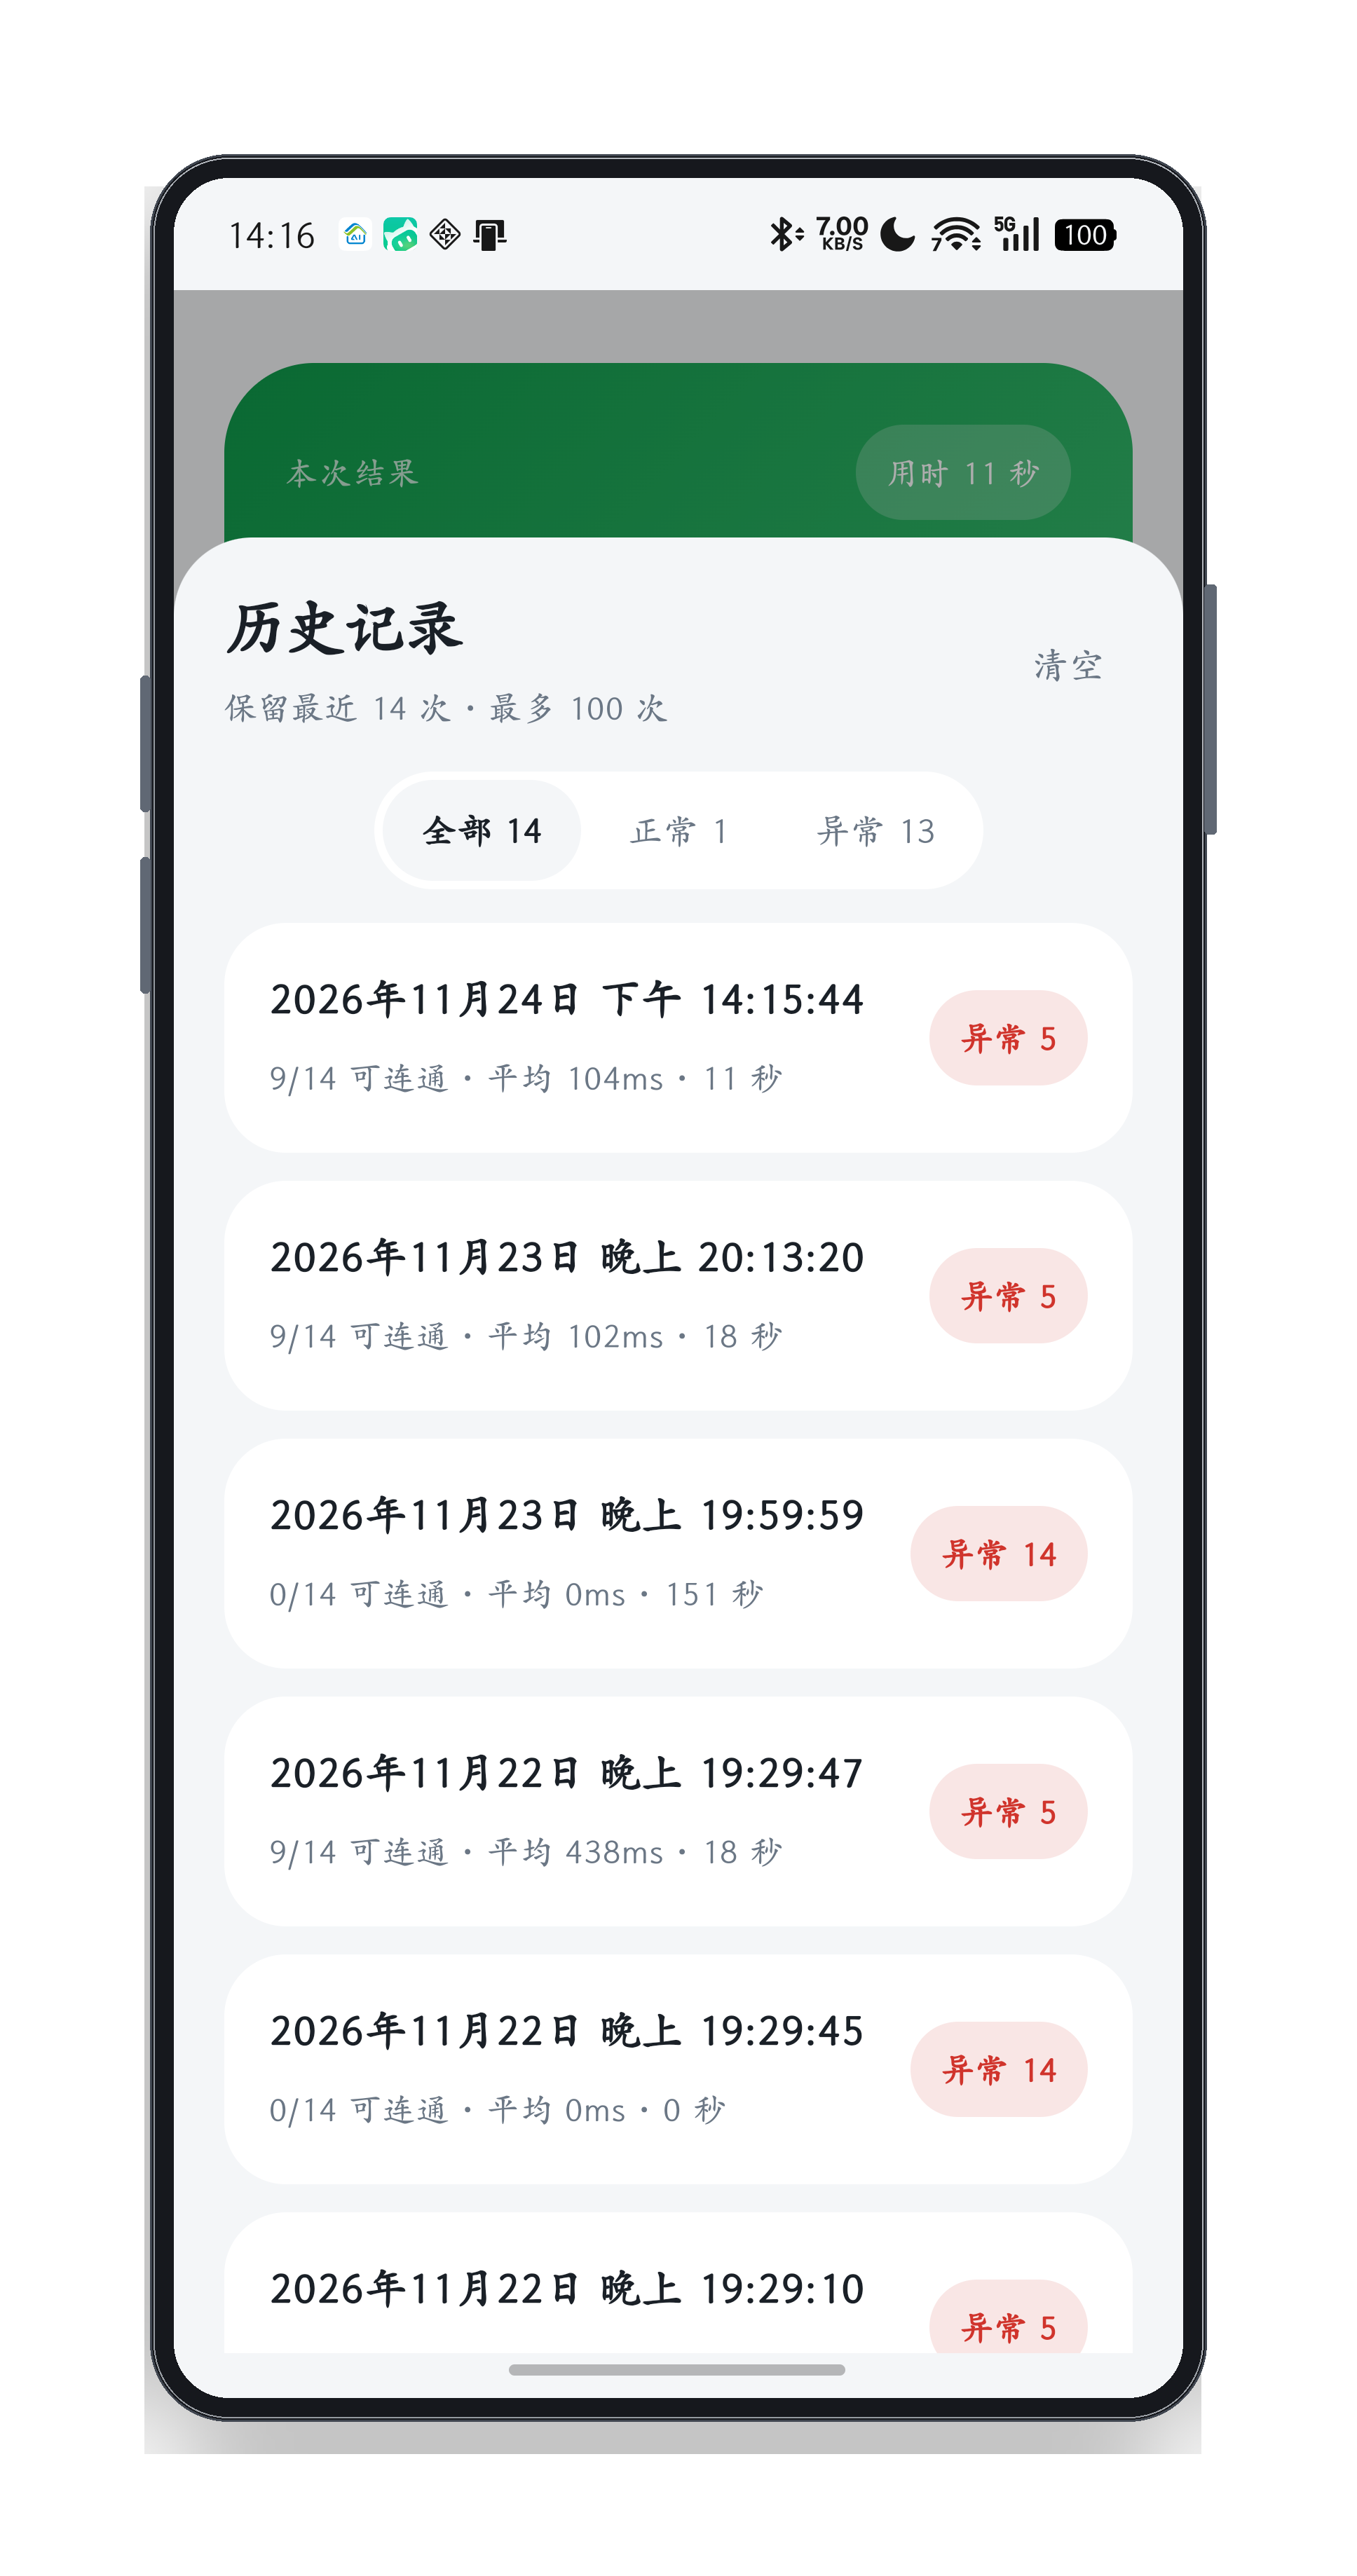 14:16
7.00 KB/S
7
5G
100
本次结果
用时 11 秒
历史记录
清空
保留最近 14 次 · 最多 100 次
全部 14
正常 1
异常 13
2026年11月24日 下午 14:15:44
异常 5
9/14 可连通 · 平均 104ms · 11 秒
2026年11月23日 晚上 20:13:20
异常 5
9/14 可连通 · 平均 102ms · 18 秒
2026年11月23日 晚上 19:59:59
异常 14
0/14 可连通 · 平均 0ms · 151 秒
2026年11月22日 晚上 19:29:47
异常 5
9/14 可连通 · 平均 438ms · 18 秒
2026年11月22日 晚上 19:29:45
异常 14
0/14 可连通 · 平均 0ms · 0 秒
2026年11月22日 晚上 19:29:10
异常 5